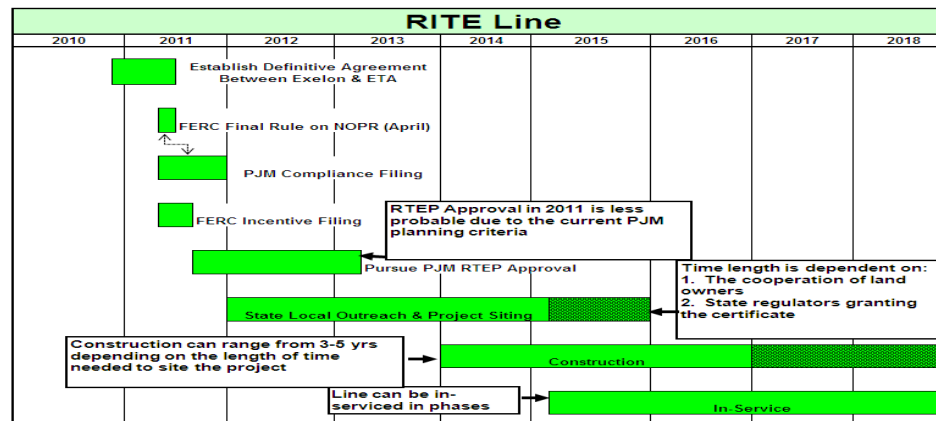 RITE Line
2010 2011 2012 2013 2014 2015 2016 2017 2018
Establish Definitive Agreement
Between Exelon & ETA
FERC Final Rule on NOPR (April)
PJM Compliance Filing
FERC Incentive Filing
RTEP Approval in 2011 is less
probable due to the current PJM
planning criteria
Pursue PJM RTEP Approval
Time length is dependent on:
1. The cooperation of land
owners
2. State regulators granting
the certificate
State Local Outreach & Project Siting
Construction can range from 3-5 yrs
depending on the length of time
needed to site the project
Construction
Line can be in-
serviced in phases
In-Service